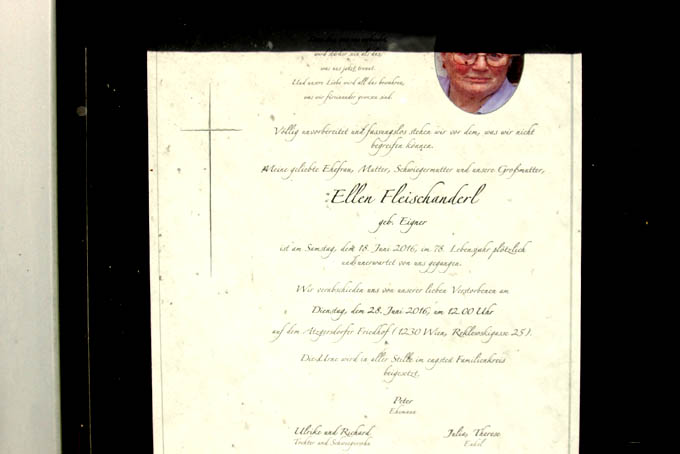 wird stärker sein als das,
was uns jetzt trennt.
Und unsere Liebe wird all das bewahren,
was wir füreinander gewesen sind.
Völlig unvorbereitet und fassungslos stehen wir vor dem, was wir nicht
begreifen können.
Meine geliebte Ehefrau, Mutter, Schwiegermutter und unsere Großmutter,
Ellen Fleischanderl
geb. Eigner
ist am Samstag, dem 18. Juni 2016, im 78. Lebensjahr plötzlich
und unerwartet von uns gegangen.
Wir verabschieden uns von unserer lieben Verstorbenen am
Dienstag, dem 28. Juni 2016, um 12.00 Uhr
auf dem Atzgersdorfer Friedhof (1230 Wien, Reklewskigasse 25).
Die Urne wird in aller Stille im engsten Familienkreis
beigesetzt.
Peter
Ehemann
Ulrike und Richard Julia, Therese
Tochter und Schwiegersohn Enkel